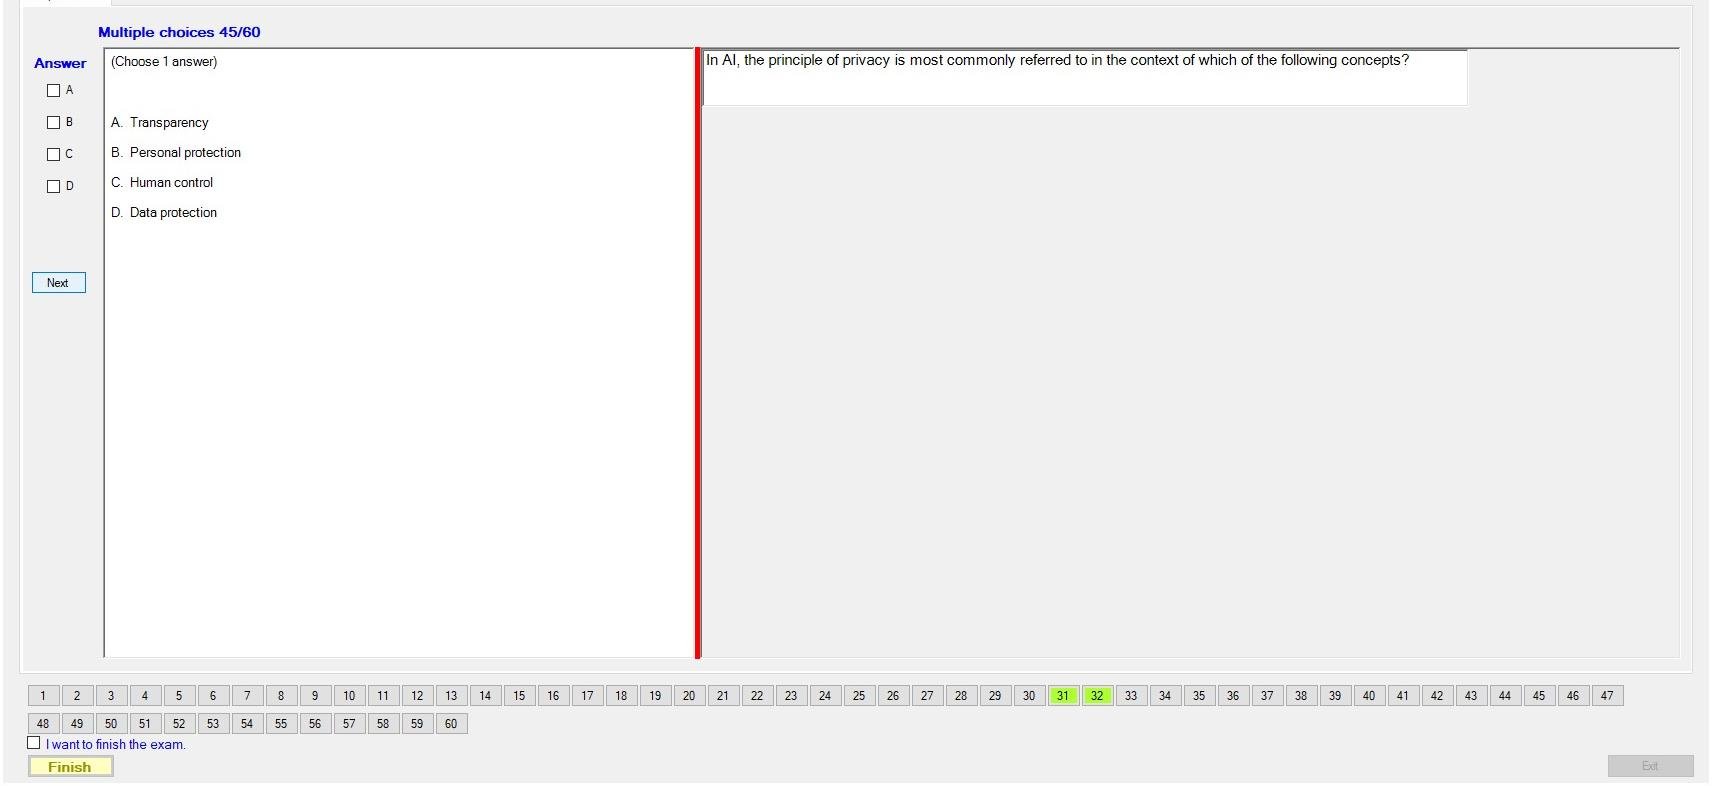 Multiple choices 45/60
Answer
(Choose 1 answer)
A
B
C
D
A. Transparency
B. Personal protection
C. Human control
D. Data protection
Next
In AI, the principle of privacy is most commonly referred to in the context of which of the following concepts?
1 2 3 4 5 6 7 8 9 10 11 12 13 14 15 16 17 18 19 20 21 22 23 24 25 26 27 28 29 30 31 32 33 34 35 36 37 38 39 40 41 42 43 44 45 46 47
48 49 50 51 52 53 54 55 56 57 58 59 60
I want to finish the exam.
Finish
Exit